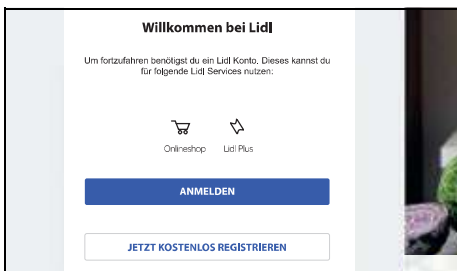 Willkommen bei Lidl
Um fortzufahren benötigst du ein Lidl Konto. Dieses kannst du
für folgende Lidl Services nutzen:
Onlineshop Lidl Plus
ANMELDEN
JETZT KOSTENLOS REGISTRIEREN